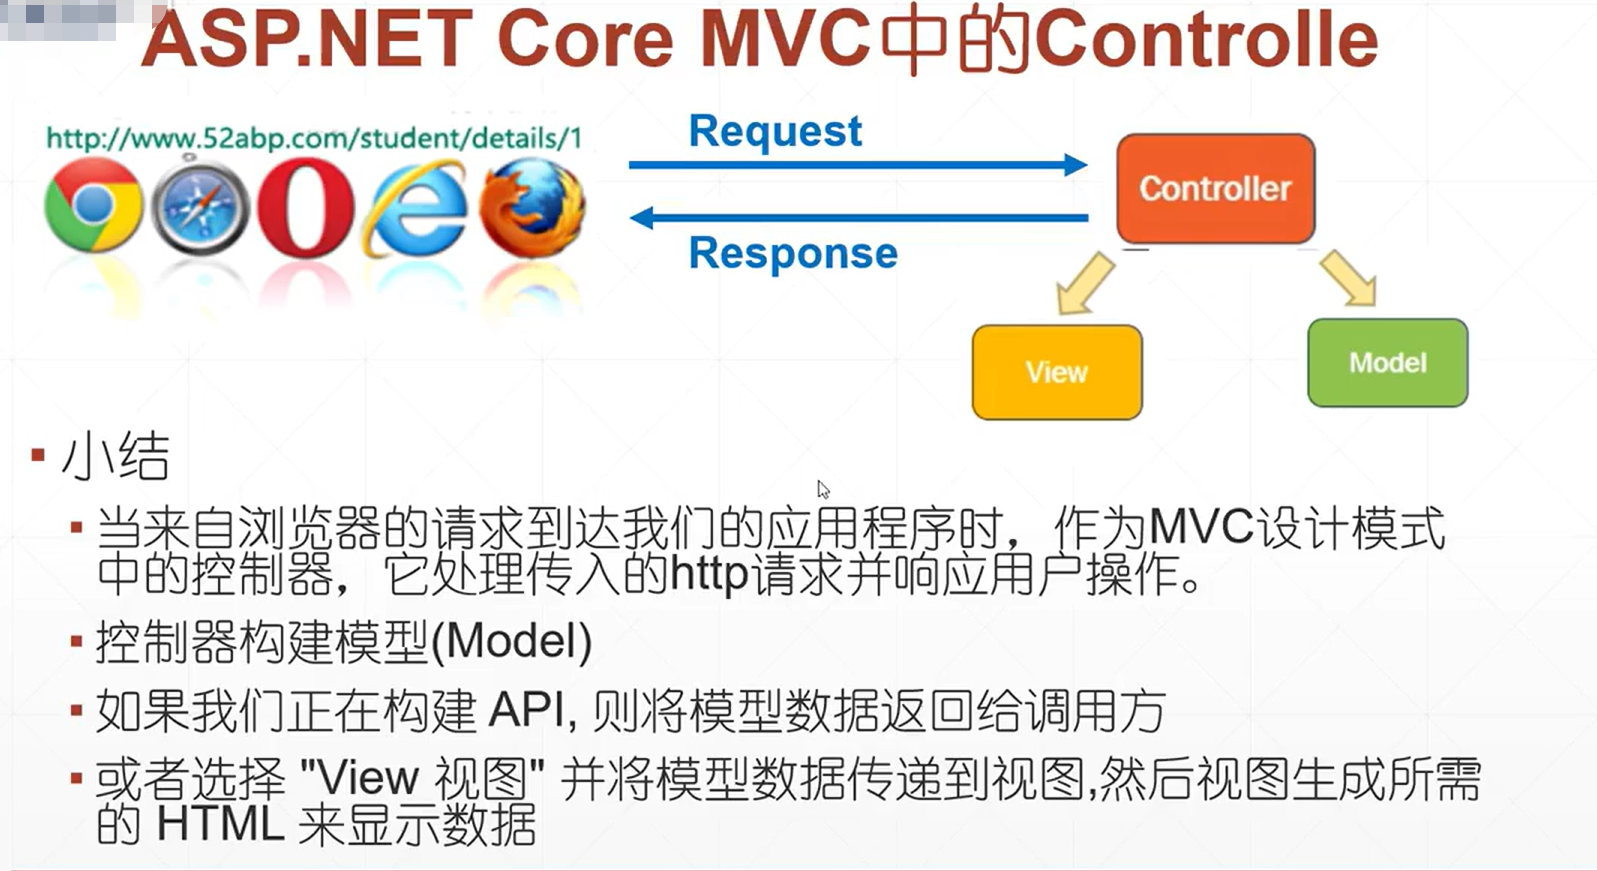 ASP.NET Core MVC中的Controlle
http://www.52abp.com/student/details/1
Request
Response
Controller
View
Model
小结
当来自浏览器的请求到达我们的应用程序时，作为MVC设计模式
中的控制器，它处理传入的http请求并响应用户操作。
控制器构建模型(Model)
如果我们正在构建 API, 则将模型数据返回给调用方
或者选择 "View 视图" 并将模型数据传递到视图,然后视图生成所需
的 HTML 来显示数据